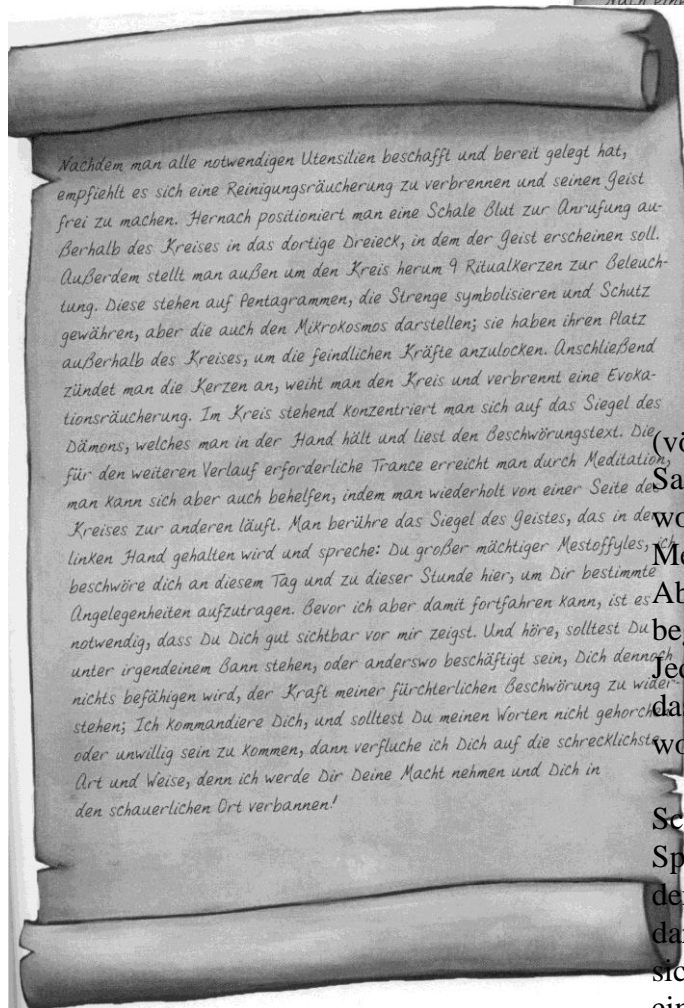 Nachdem man alle notwendigen Utensilien beschafft und bereit gelegt hat,
empfiehlt es sich eine Reinigungsräucherung zu verbrennen und seinen Geist
frei zu machen. Hernach positioniert man eine Schale Blut zur Anrufung au-
ßerhalb des Kreises in das dortige Dreieck, in dem der Geist erscheinen soll.
Außerdem stellt man außen um den Kreis herum 9 Ritualkerzen zur Beleuch-
tung. Diese stehen auf Pentagrammen, die Strenge symbolisieren und Schutz
gewähren, aber die auch den Mikrokosmos darstellen; sie haben ihren Platz
außerhalb des Kreises, um die feindlichen Kräfte anzulocken. Anschließend
zündet man die Kerzen an, weiht man den Kreis und verbrennt eine Evoka-
tionsräucherung. Im Kreis stehend konzentriert man sich auf das Siegel des
Dämons, welches man in der Hand hält und liest den Beschwörungstext. Die
für den weiteren Verlauf erforderliche Trance erreicht man durch Meditation,
man kann sich aber auch behelfen, indem man wiederholt von einer Seite des
Kreises zur anderen läuft. Man berühre das Siegel des Geistes, das in der
linken Hand gehalten wird und spreche: Du großer mächtiger Mestoffyles, ich
beschwöre dich an diesem Tag und zu dieser Stunde hier, um Dir bestimmte
Angelegenheiten aufzutragen. Bevor ich aber damit fortfahren kann, ist es
notwendig, dass Du Dich gut sichtbar vor mir zeigst. Und höre, solltest Du
unter irgendeinem Bann stehen, oder anderswo beschäftigt sein, Dich dennoch
nichts befähigen wird, der Kraft meiner fürchterlichen Beschwörung zu wider-
stehen; Ich kommandiere Dich, und solltest Du meinen Worten nicht gehorchen
oder unwillig sein zu kommen, dann verfluche ich Dich auf die schrecklichste
Art und Weise, denn ich werde Dir Deine Macht nehmen und Dich in
den schauerlichen Ort verbannen!